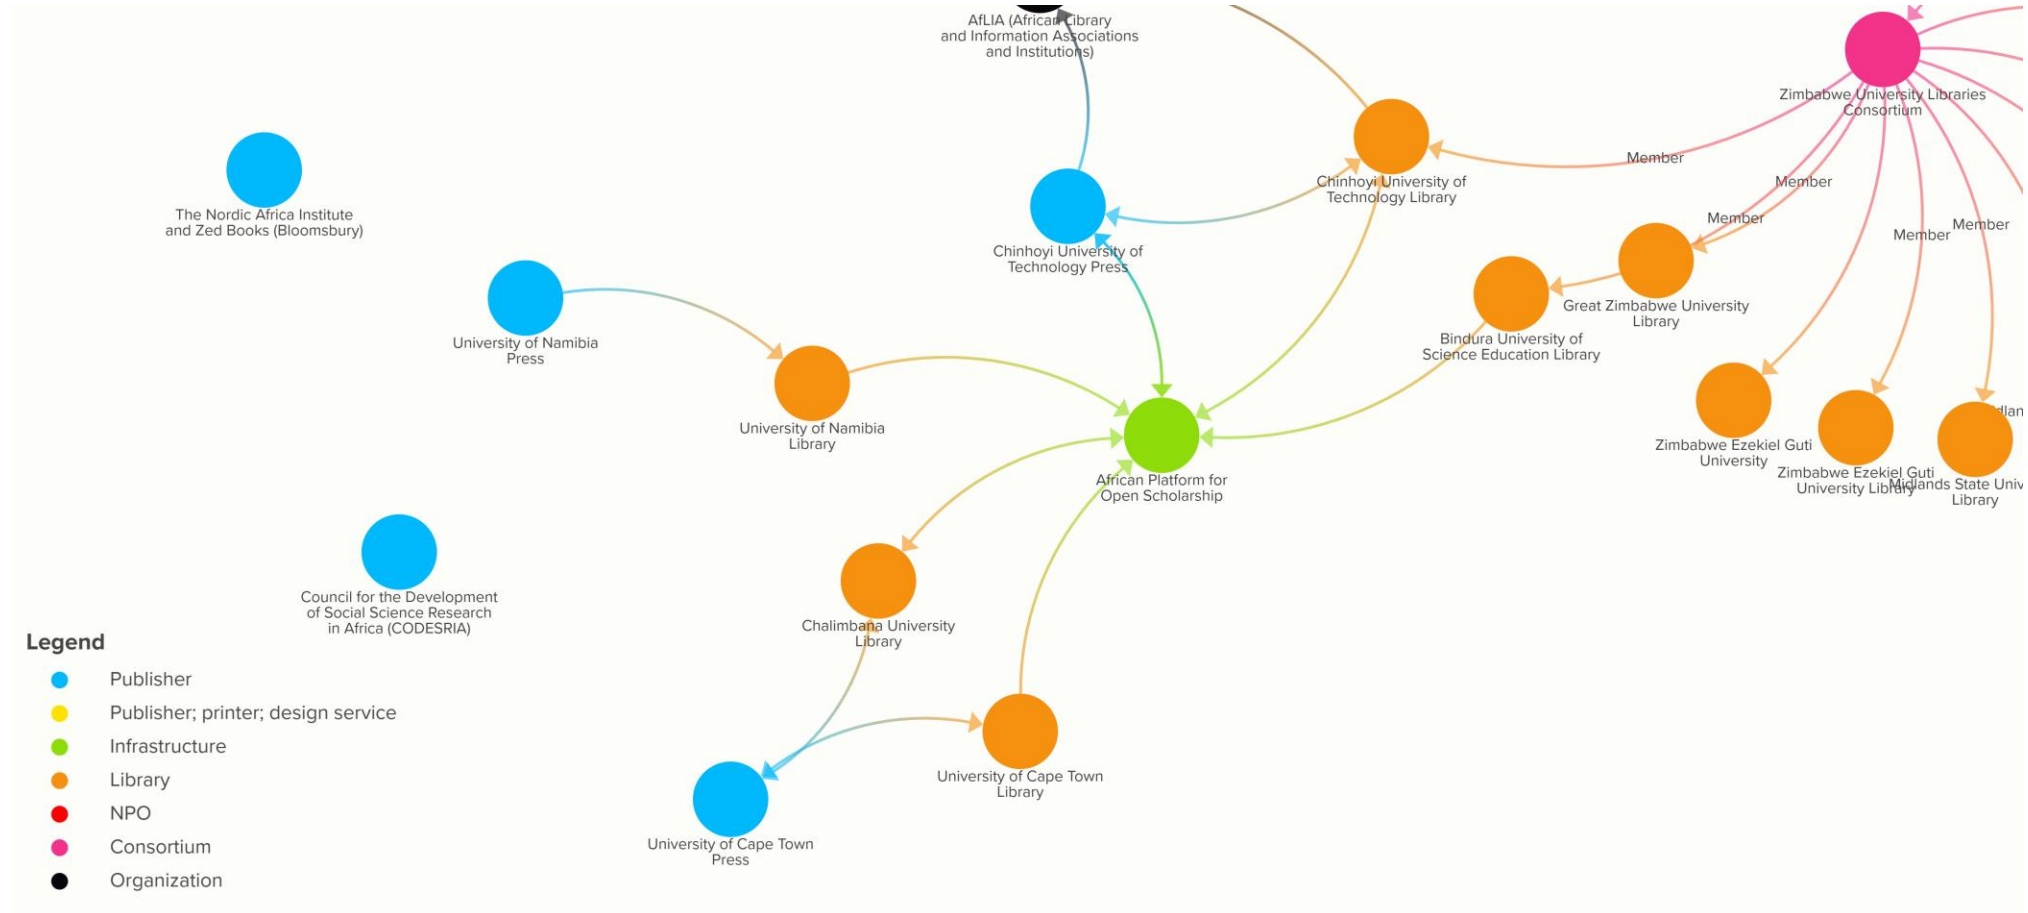 AfLIA (African Library
and Information Associations
and Institutions)
Zimbabwe University Libraries
Consortium
Member
Chinhoyi University of
Technology Library
Member
The Nordic Africa Institute
and Zed Books (Bloomsbury)
Member
Member
Member
Chinhoyi University of
Technology Press
Great Zimbabwe University
Library
University of Namibia
Press
Bindura University of
Science Education Library
University of Namibia
Library
Zimbabwe Ezekiel Guti
University
Zimbabwe Ezekiel Guti
University Library
Midlands State Univ
Library
African Platform for
Open Scholarship
Council for the Development
of Social Science Research
in Africa (CODESRIA)
Chalimbana University
Library
University of Cape Town
Library
University of Cape Town
Press
Legend
Publisher
Publisher; printer; design service
Infrastructure
Library
NPO
Consortium
Organization